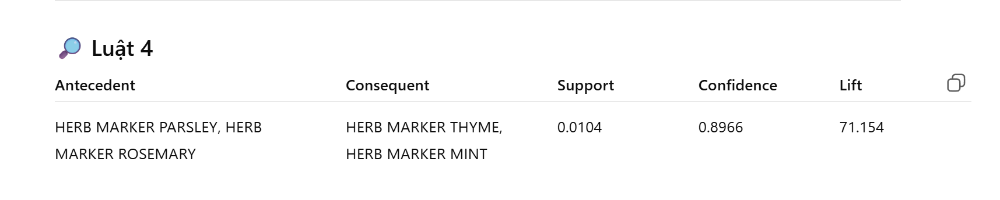 Luật 4
Antecedent Consequent Support Confidence Lift
HERB MARKER PARSLEY, HERB HERB MARKER THYME, 0.0104 0.8966 71.154
MARKER ROSEMARY HERB MARKER MINT